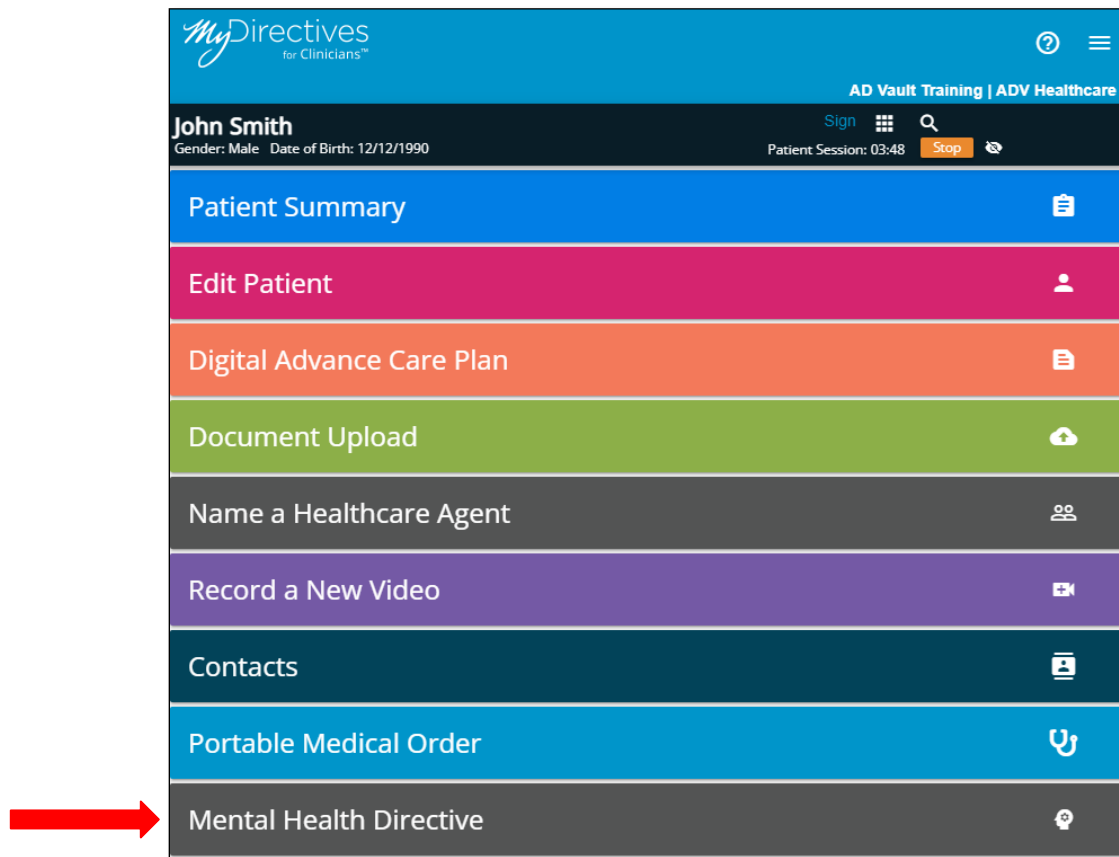 MyDirectives
for Clinicians™
AD Vault Training | ADV Healthcare
John Smith
Sign
Gender: Male Date of Birth: 12/12/1990
Patient Session: 03:48 Stop
Patient Summary
Edit Patient
Digital Advance Care Plan
Document Upload
Name a Healthcare Agent
Record a New Video
Contacts
Portable Medical Order
Mental Health Directive